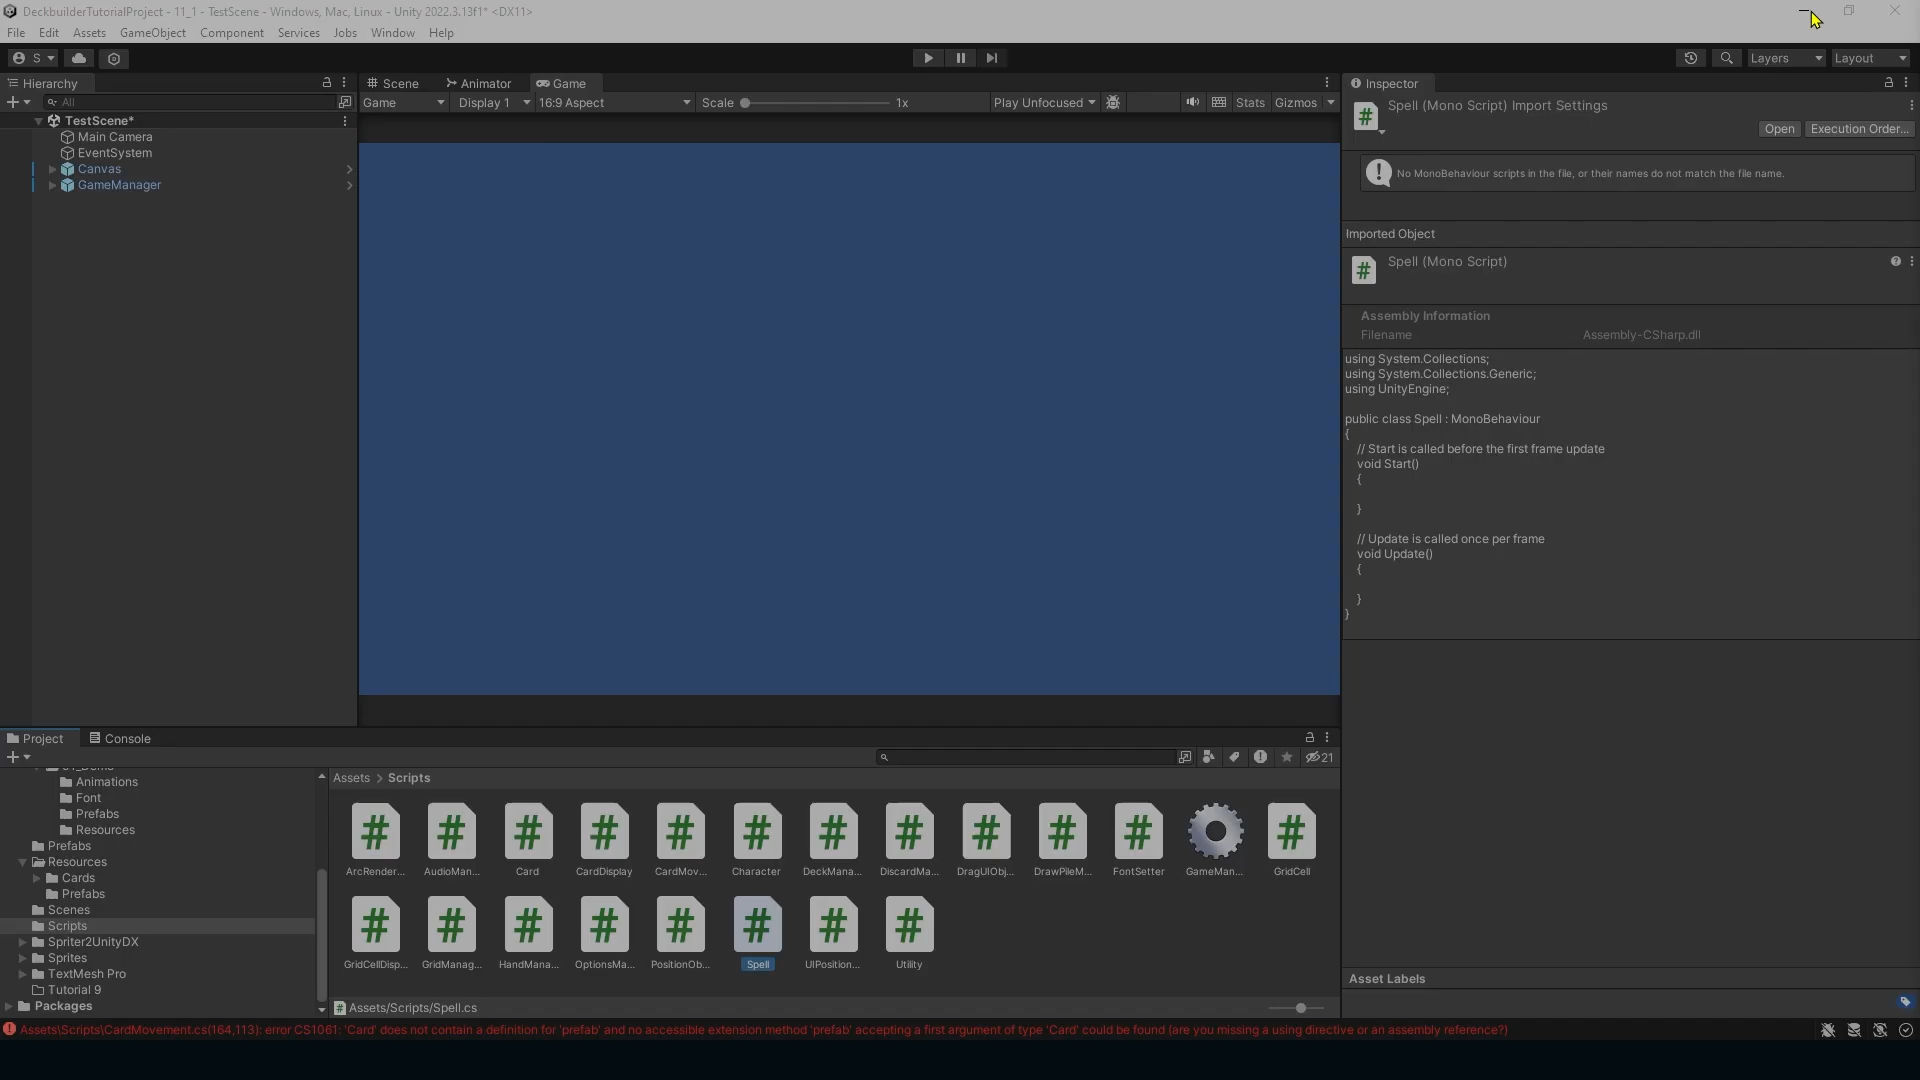 DeckbuilderTutorialProject - 11_1 - TestScene - Windows, Mac, Linux - Unity 2022.3.13f1* <DX11>
File Edit Assets GameObject Component Services Jobs Window Help
S Layers Layout
Hierarchy
All
TestScene*
Main Camera
EventSystem
Canvas
GameManager
Scene Animator Game
Game Display 1 16:9 Aspect Scale 1x Play Unfocused Stats Gizmos
Inspector
Spell (Mono Script) Import Settings
Open Execution Order...
No MonoBehaviour scripts in the file, or their names do not match the file name.
Imported Object
Spell (Mono Script)
Assembly Information
Filename Assembly-CSharp.dll
using System.Collections;
using System.Collections.Generic;
using UnityEngine;
public class Spell : MonoBehaviour
{
// Start is called before the first frame update
void Start()
{
}
// Update is called once per frame
void Update()
{
}
}
Asset Labels
Project Console
21
Animations
Font
Prefabs
Resources
Prefabs
Resources
Cards
Prefabs
Scenes
Scripts
Spriter2UnityDX
Sprites
TextMesh Pro
Tutorial 9
Packages
Assets > Scripts
ArcRender... AudioMan... Card CardDisplay CardMov... Character DeckMana... DiscardMa... DragUIObj... DrawPileM... FontSetter GameMan... GridCell
GridCellDisp... GridManag... HandMana... OptionsMa... PositionOb... Spell UIPosition... Utility
Assets/Scripts/Spell.cs
Assets\Scripts\CardMovement.cs(164,113): error CS1061: 'Card' does not contain a definition for 'prefab' and no accessible extension method 'prefab' accepting a first argument of type 'Card' could be found (are you missing a using directive or an assembly reference?)